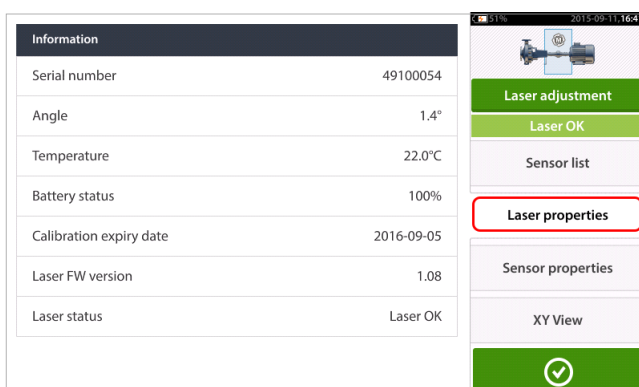 Information
Serial number 49100054
Angle 1.4°
Temperature 22.0°C
Battery status 100%
Calibration expiry date 2016-09-05
Laser FW version 1.08
Laser status Laser OK
51% 2015-09-11,16:4
M
Laser adjustment
Laser OK
Sensor list
Laser properties
Sensor properties
XY View